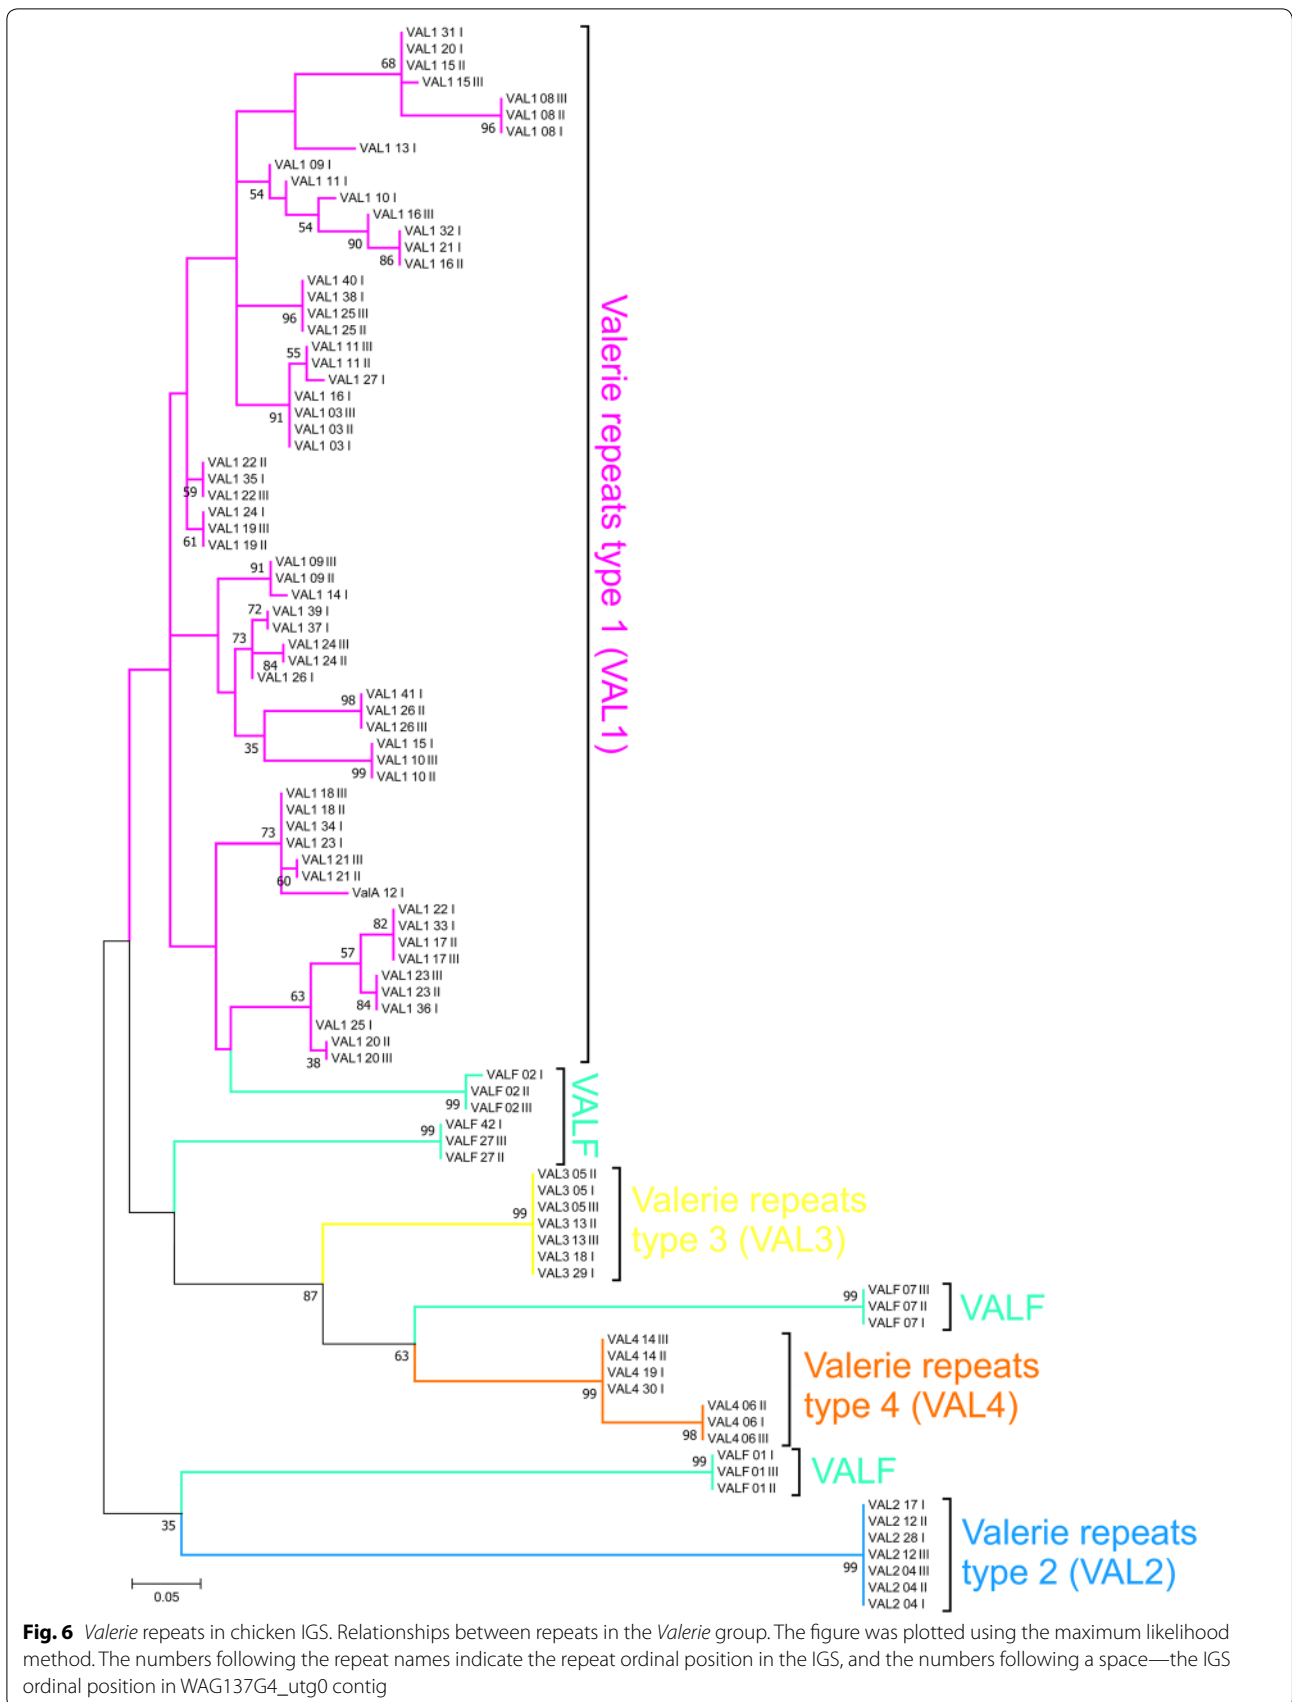 VAL1 31 I
VAL1 20 I
VAL1 15 II
68
VAL1 15 III
VAL1 08 III
VAL1 08 II
96
VAL1 08 I
VAL1 13 I
VAL1 09 I
VAL1 11 I
54
VAL1 10 I
VAL1 16 III
54
VAL1 32 I
90
VAL1 21 I
86
VAL1 16 II
VAL1 40 I
VAL1 38 I
VAL1 25 III
96
VAL1 25 II
VAL1 11 III
55
VAL1 11 II
VAL1 27 I
VAL1 16 I
VAL1 03 III
91
VAL1 03 II
VAL1 03 I
VAL1 22 II
VAL1 35 I
59
VAL1 22 III
VAL1 24 I
VAL1 19 III
61
VAL1 19 II
VAL1 09 III
91
VAL1 09 II
VAL1 14 I
72
VAL1 39 I
VAL1 37 I
73
VAL1 24 III
84
VAL1 24 II
VAL1 26 I
VAL1 41 I
98
VAL1 26 II
VAL1 26 III
35
VAL1 15 I
VAL1 10 III
99
VAL1 10 II
VAL1 18 III
VAL1 18 II
VAL1 34 I
73
VAL1 23 I
VAL1 21 III
60
VAL1 21 II
ValA 12 I
VAL1 22 I
82
VAL1 33 I
VAL1 17 II
57
VAL1 17 III
VAL1 23 III
VAL1 23 II
63
84
VAL1 36 I
VAL1 25 I
VAL1 20 II
38
VAL1 20 III
Valerie repeats type 1 (VAL1)
VALF 02 I
VALF 02 II
99
VALF 02 III
VALF 42 I
99
VALF 27 III
VALF 27 II
VALF
VAL3 05 II
VAL3 05 I
VAL3 05 III
99
VAL3 13 II
VAL3 13 III
VAL3 18 I
VAL3 29 I
Valerie repeats
type 3 (VAL3)
87
VALF 07 III
99
VALF 07 II
VALF 07 I
VALF
63
VAL4 14 III
VAL4 14 II
VAL4 19 I
99
VAL4 30 I
VAL4 06 II
VAL4 06 I
98
VAL4 06 III
Valerie repeats
type 4 (VAL4)
VALF 01 I
99
VALF 01 III
VALF 01 II
VALF
35
VAL2 17 I
VAL2 12 II
VAL2 28 I
VAL2 12 III
99
VAL2 04 III
VAL2 04 II
VAL2 04 I
Valerie repeats
type 2 (VAL2)
0.05
Fig. 6 Valerie repeats in chicken IGS. Relationships between repeats in the Valerie group. The figure was plotted using the maximum likelihood
method. The numbers following the repeat names indicate the repeat ordinal position in the IGS, and the numbers following a space—the IGS
ordinal position in WAG137G4_utg0 contig